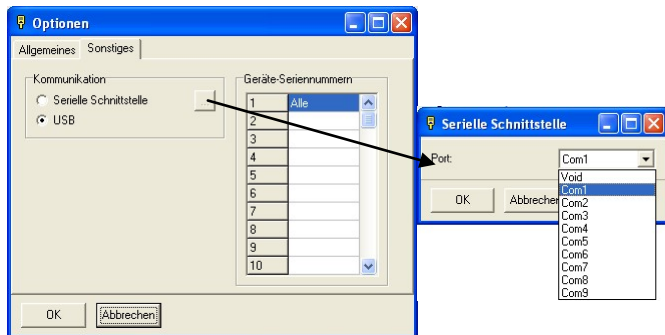 Optionen
Allgemeines Sonstiges
Kommunikation
Serielle Schnittstelle
...
USB
Geräte-Seriennummern
1 Alle
2
3
4
5
6
7
8
9
10
OK Abbrechen
Serielle Schnittstelle
Port: Com1
Void
Com1
Com2
Com3
Com4
Com5
Com6
Com7
Com8
Com9
OK Abbrechen